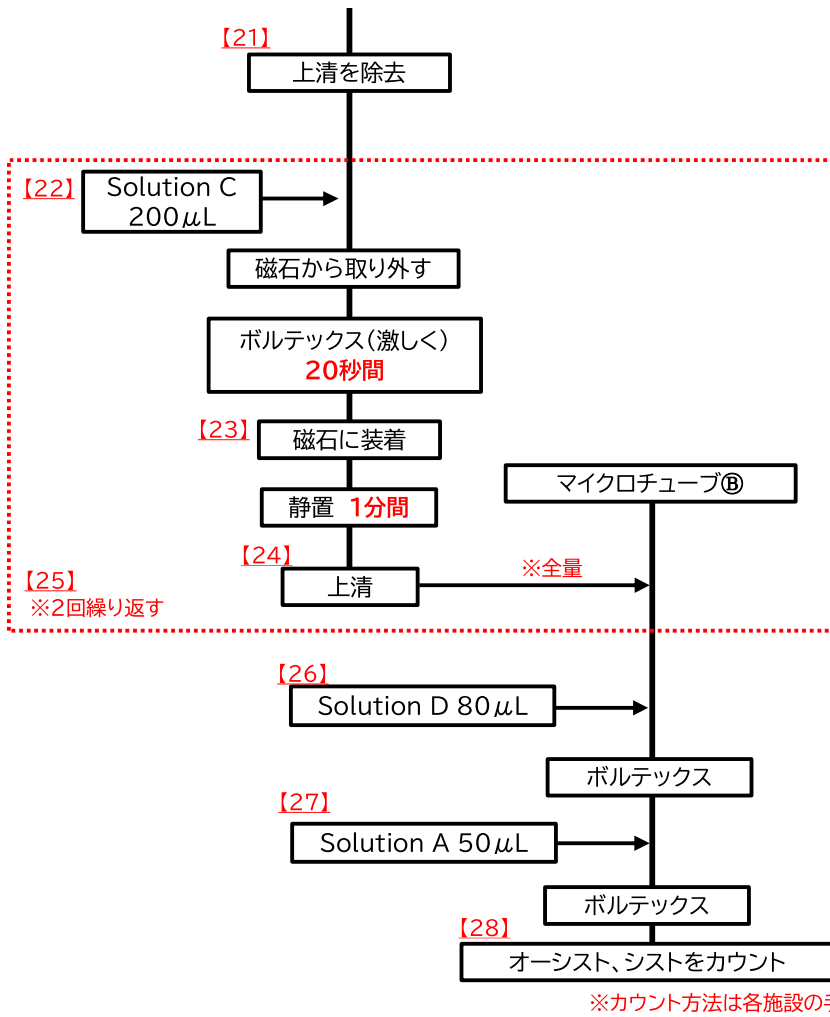 【21】
上清を除去
【22】
Solution C
200μL
磁石から取り外す
ボルテックス(激しく)
20秒間
【23】
磁石に装着
静置 1分間
マイクロチューブⒷ
【24】
上清
※全量
【25】
※2回繰り返す
【26】
Solution D 80μL
ボルテックス
【27】
Solution A 50μL
ボルテックス
【28】
オーシスト、シストをカウント
※カウント方法は各施設の